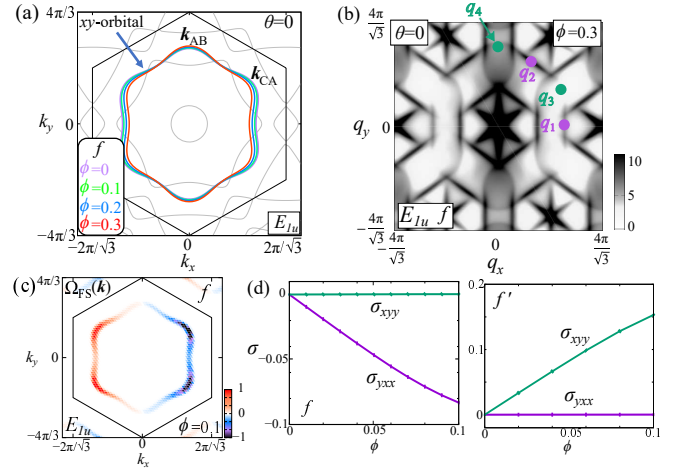 (a)
4π/3
xy-orbital
θ=0
k_AB
k_CA
k_y
0
f
ϕ=0
ϕ=0.1
ϕ=0.2
ϕ=0.3
E_1u
-4π/3
-2π/√3
0
2π/√3
k_x
(b)
q_4
4π/√3
θ=0
ϕ=0.3
q_2
q_3
q_1
q_y
0
E_1u f
10
5
0
-4π/√3
-4π/√3
0
4π/√3
q_x
(c)
4π/3
Ω_FS(k)
f
k_y
0
E_1u
ϕ=0.1
1
0
-1
-4π/3
-2π/√3
0
2π/√3
k_x
(d)
0
σ_xyy
σ
-0.05
σ_yxx
f
-0.1
0
0.06
0.1
ϕ
0.2
f′
σ_xyy
0.1
σ_yxx
0
0
0.06
0.1
ϕ